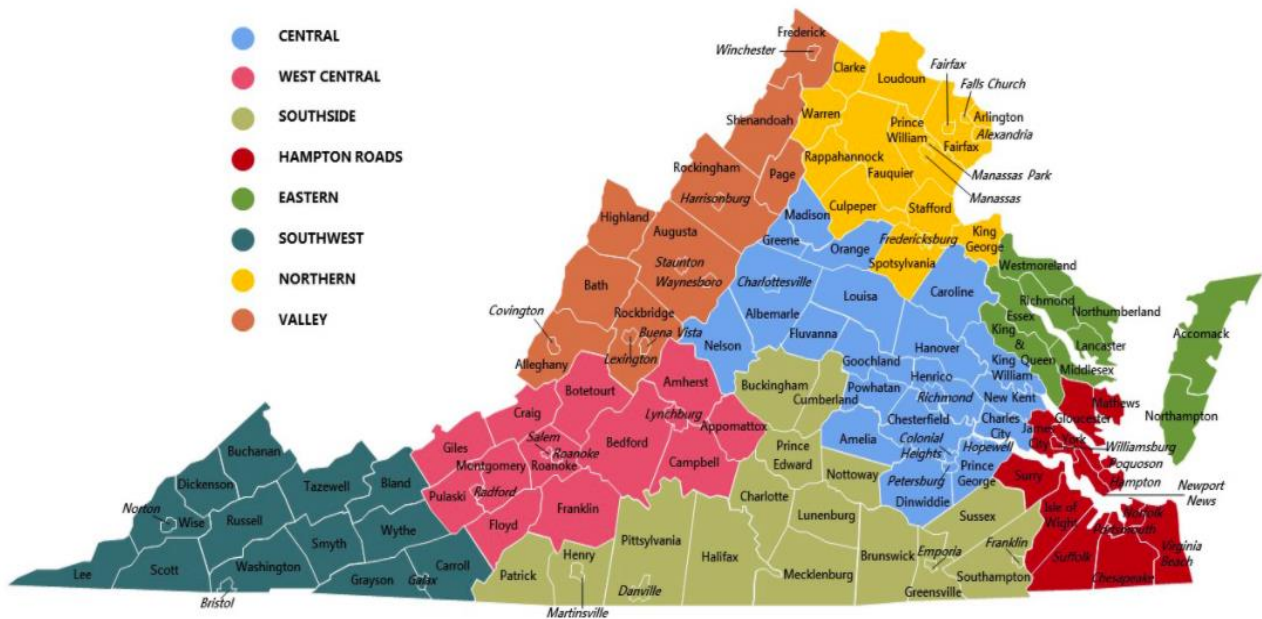 CENTRAL
WEST CENTRAL
SOUTHSIDE
HAMPTON ROADS
EASTERN
SOUTHWEST
NORTHERN
VALLEY
Frederick
Winchester
Clarke
Loudoun
Fairfax
Falls Church
Arlington
Alexandria
Fairfax
Warren
Prince
William
Shenandoah
Rappahannock
Fauquier
Manassas Park
Manassas
Rockingham
Page
Harrisonburg
Culpeper
Stafford
Madison
Highland
Augusta
Greene
Orange
Fredericksburg
King
George
Spotsylvania
Staunton
Waynesboro
Westmoreland
Bath
Charlottesville
Louisa
Caroline
Richmond
Northumberland
Essex
Covington
Rockbridge
Albemarle
Buena Vista
Fluvanna
King
&
Queen
Accomack
Lancaster
Alleghany
Lexington
Nelson
Hanover
Goochland
King
William
Middlesex
Botetourt
Amherst
Buckingham
Henrico
Powhatan
Cumberland
Richmond
New Kent
Mathews
Gloucester
Northampton
Craig
Lynchburg
Appomattox
Chesterfield
Charles
City
James
City
York
Williamsburg
Giles
Salem
Roanoke
Roanoke
Bedford
Amelia
Colonial
Heights
Hopewell
Poquoson
Hampton
Newport
News
Buchanan
Montgomery
Campbell
Prince
Edward
Nottoway
Petersburg
Prince
George
Surry
Dickenson
Tazewell
Bland
Pulaski
Radford
Charlotte
Dinwiddie
Isle of
Wight
Norfolk
Portsmouth
Norton
Wise
Russell
Wythe
Floyd
Franklin
Lunenburg
Sussex
Smyth
Pittsylvania
Halifax
Brunswick
Emporia
Franklin
Virginia
Beach
Lee
Scott
Washington
Grayson
Galax
Carroll
Patrick
Henry
Mecklenburg
Southampton
Suffolk
Chesapeake
Bristol
Martinsville
Danville
Greensville